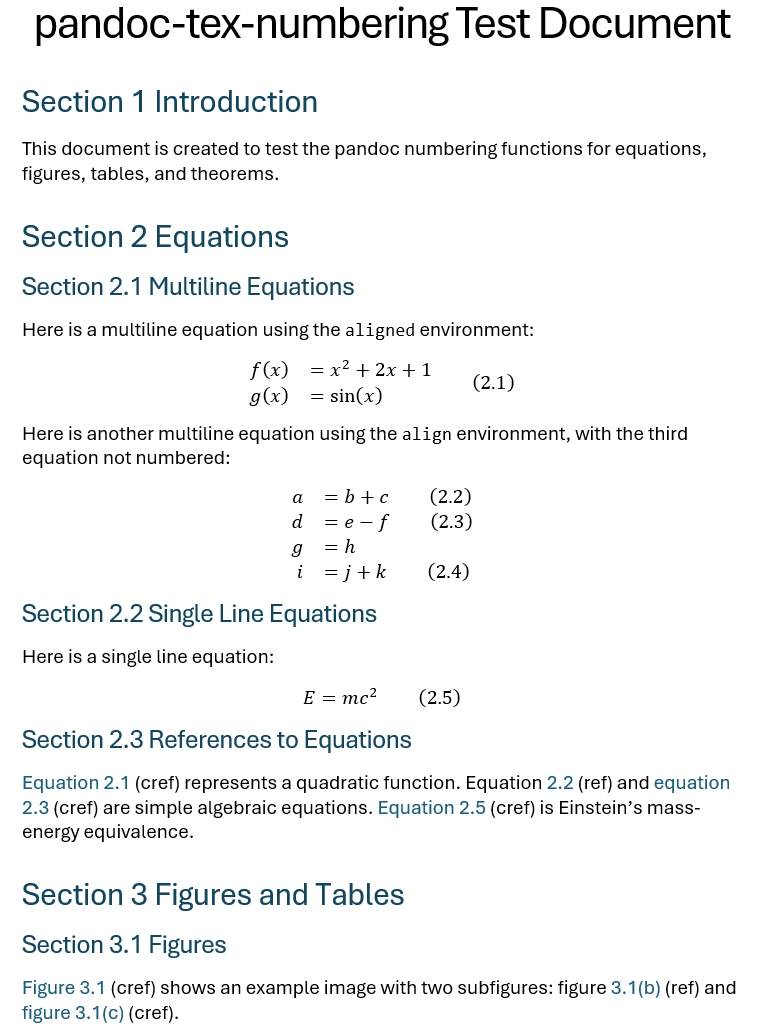 pandoc-tex-numbering Test Document
Section 1 Introduction
This document is created to test the pandoc numbering functions for equations,
figures, tables, and theorems.
Section 2 Equations
Section 2.1 Multiline Equations
Here is a multiline equation using the aligned environment:
f(x) = x² + 2x + 1
g(x) = sin(x) (2.1)
Here is another multiline equation using the align environment, with the third
equation not numbered:
a = b + c (2.2)
d = e − f (2.3)
g = h
i = j + k (2.4)
Section 2.2 Single Line Equations
Here is a single line equation:
E = mc² (2.5)
Section 2.3 References to Equations
Equation 2.1 (cref) represents a quadratic function. Equation 2.2 (ref) and equation
2.3 (cref) are simple algebraic equations. Equation 2.5 (cref) is Einstein’s mass-
energy equivalence.
Section 3 Figures and Tables
Section 3.1 Figures
Figure 3.1 (cref) shows an example image with two subfigures: figure 3.1(b) (ref) and
figure 3.1(c) (cref).